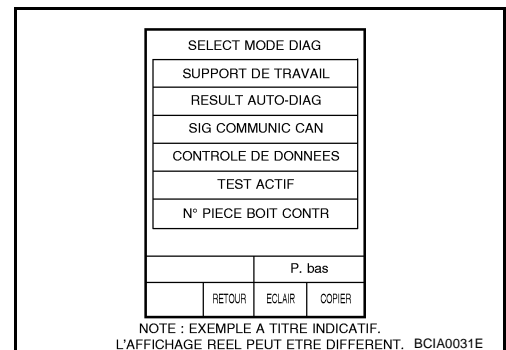 SELECT MODE DIAG
SUPPORT DE TRAVAIL
RESULT AUTO-DIAG
SIG COMMUNIC CAN
CONTROLE DE DONNEES
TEST ACTIF
N° PIECE BOIT CONTR
P. bas
RETOUR ECLAIR COPIER
NOTE : EXEMPLE A TITRE INDICATIF.
L'AFFICHAGE REEL PEUT ETRE DIFFERENT. BCIA0031E